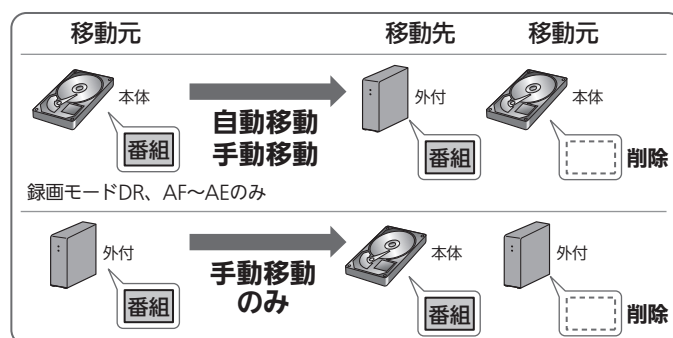 移動元 移動先 移動元
本体 外付 本体
自動移動
手動移動
番組 番組 削除
録画モードDR、AF～AEのみ
外付 本体 外付
手動移動
のみ
番組 番組 削除